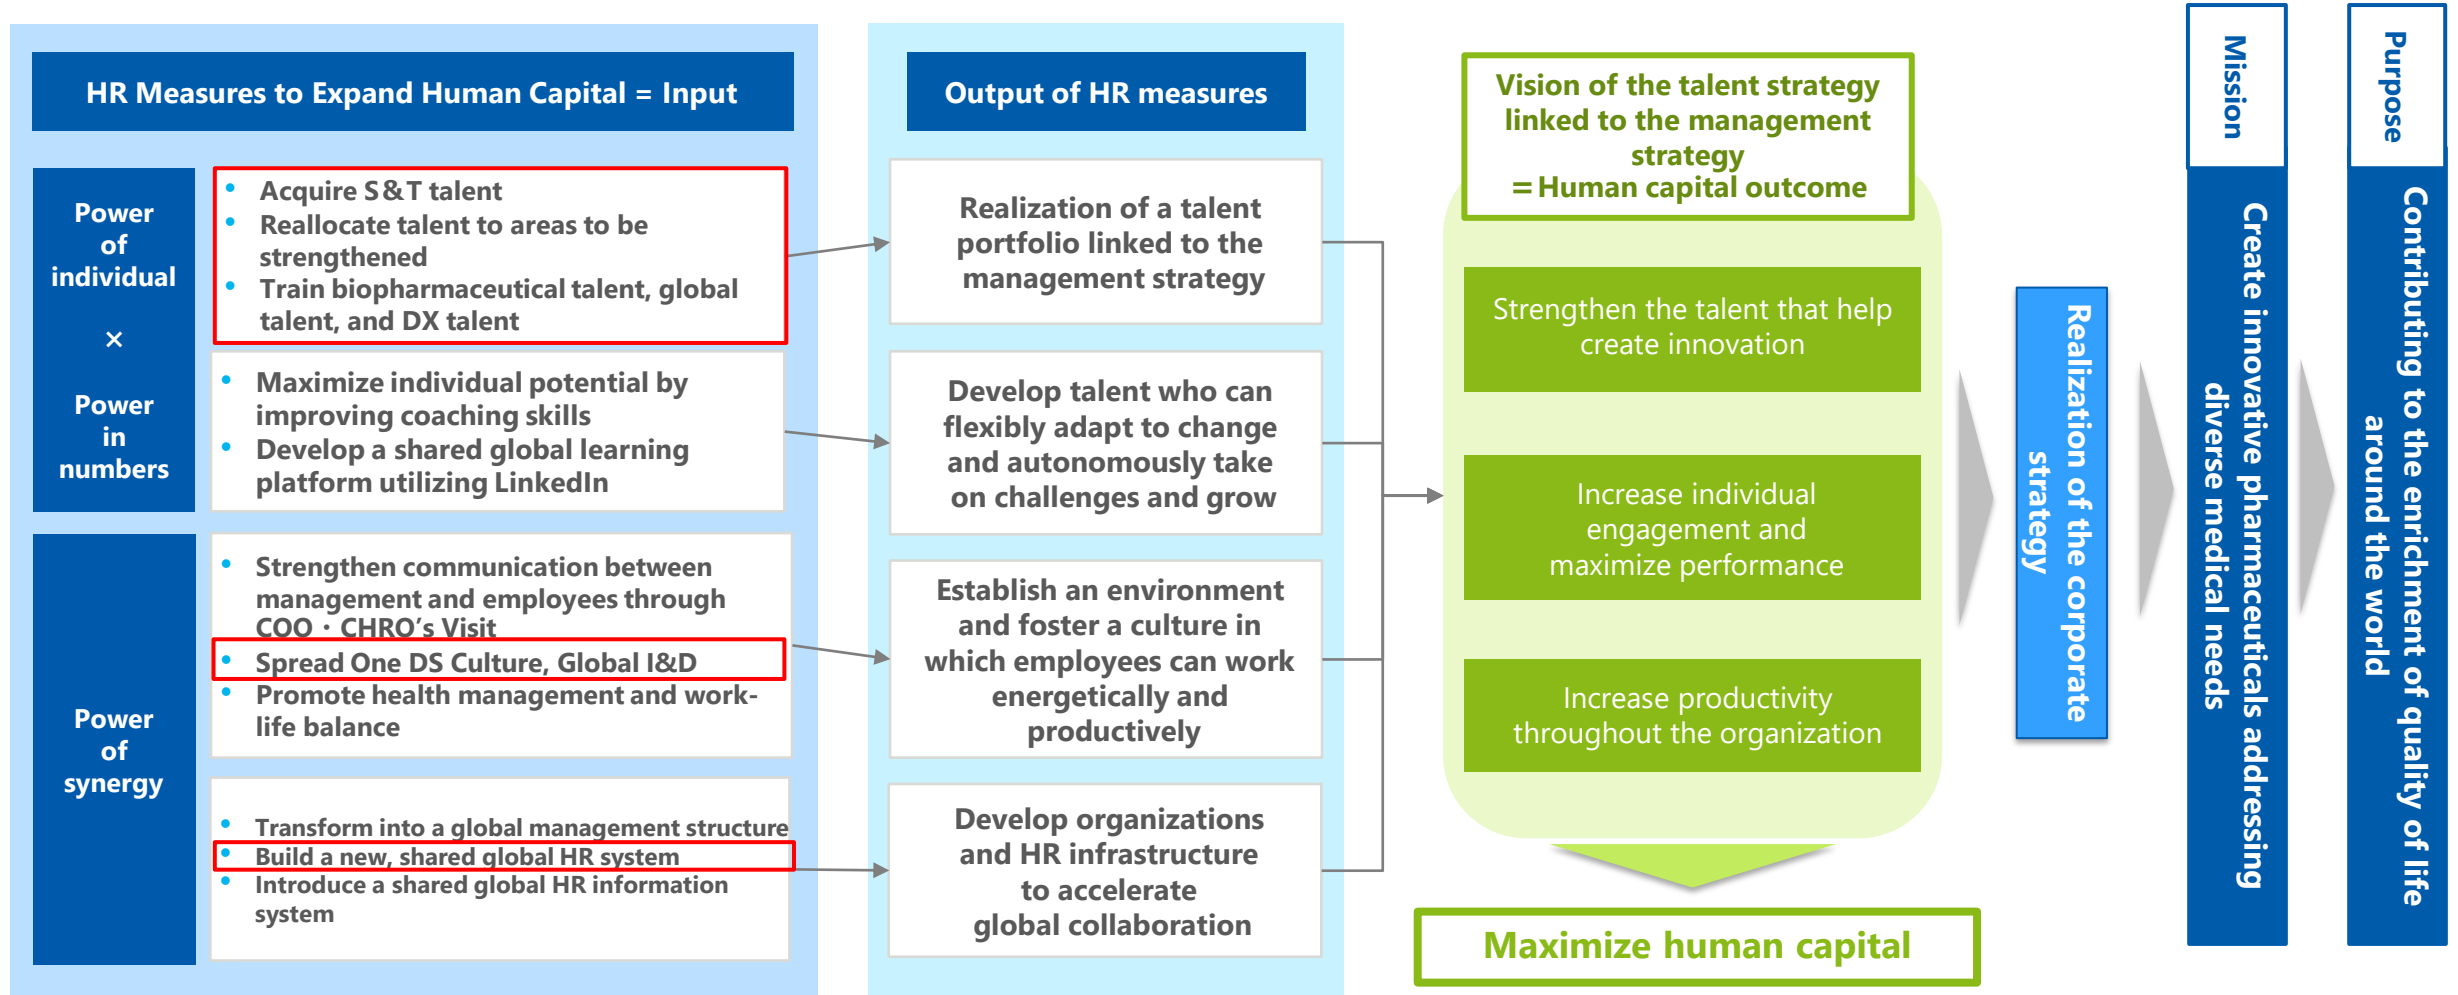 HR Measures to Expand Human Capital = Input
Power
of
individual
×
Power
in
numbers
• Acquire S&T talent
• Reallocate talent to areas to be
strengthened
• Train biopharmaceutical talent, global
talent, and DX talent
• Maximize individual potential by
improving coaching skills
• Develop a shared global learning
platform utilizing LinkedIn
Power
of
synergy
• Strengthen communication between
management and employees through
COO・CHRO's Visit
• Spread One DS Culture, Global I&D
• Promote health management and work-
life balance
• Transform into a global management structure
• Build a new, shared global HR system
• Introduce a shared global HR information
system
Output of HR measures
Realization of a talent
portfolio linked to the
management strategy
Develop talent who can
flexibly adapt to change
and autonomously take
on challenges and grow
Establish an environment
and foster a culture in
which employees can work
energetically and
productively
Develop organizations
and HR infrastructure
to accelerate
global collaboration
Vision of the talent strategy
linked to the management
strategy
=Human capital outcome
Strengthen the talent that help
create innovation
Increase individual
engagement and
maximize performance
Increase productivity
throughout the organization
Maximize human capital
Realization of the corporate
strategy
Mission
Create innovative pharmaceuticals addressing
diverse medical needs
Purpose
Contributing to the enrichment of quality of life
around the world